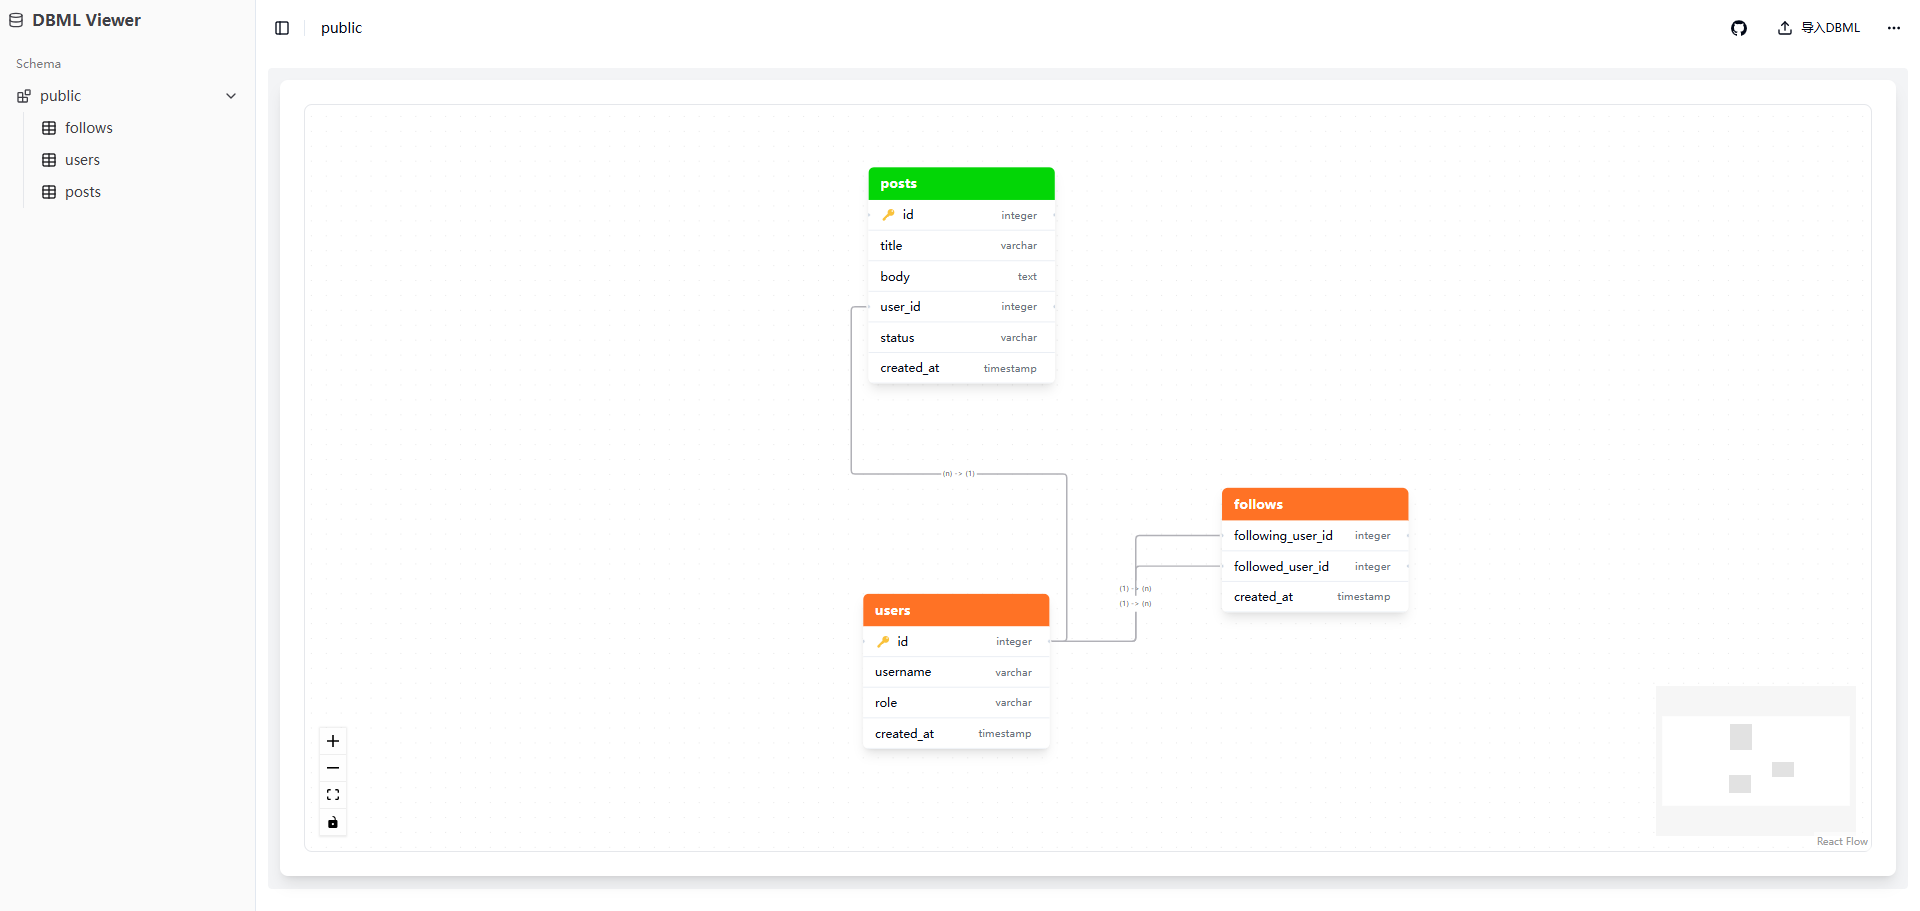 DBML Viewer
Schema
public
follows
users
posts
public
导入DBML
posts
🔑 id integer
title varchar
body text
user_id integer
status varchar
created_at timestamp
(n) -> (1)
follows
following_user_id integer
followed_user_id integer
created_at timestamp
(1) -> (n)
(1) -> (n)
users
🔑 id integer
username varchar
role varchar
created_at timestamp
React Flow